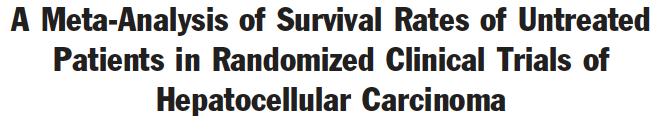 A Meta-Analysis of Survival Rates of Untreated
Patients in Randomized Clinical Trials of
Hepatocellular Carcinoma